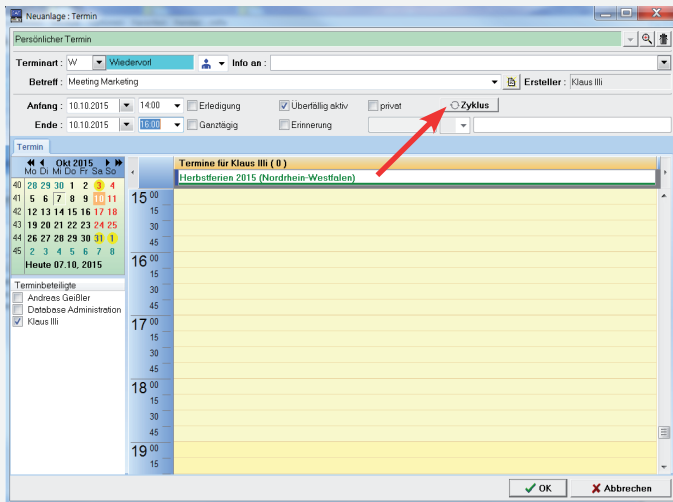 Neuanlage : Termin
Persönlicher Termin
Terminart : W Wiedervorl Info an :
Betreff : Meeting Marketing Ersteller : Klaus Illi
Anfang : 10.10.2015 14:00 Erledigung Überfällig aktiv privat Zyklus
Ende : 10.10.2015 16:00 Ganztägig Erinnerung
Termin
Okt 2015
Mo Di Mi Do Fr Sa So
40 28 29 30 1 2 3 4
41 5 6 7 8 9 10 11
42 12 13 14 15 16 17 18
43 19 20 21 22 23 24 25
44 26 27 28 29 30 31 1
45 2 3 4 5 6 7 8
Heute 07.10, 2015
Terminbeteiligte
Andreas Geißler
Database Administration
Klaus Illi
Termine für Klaus Illi ( 0 )
Herbstferien 2015 (Nordrhein-Westfalen)
15 00
15
30
45
16 00
15
30
45
17 00
15
30
45
18 00
15
30
45
19 00
15
OK Abbrechen